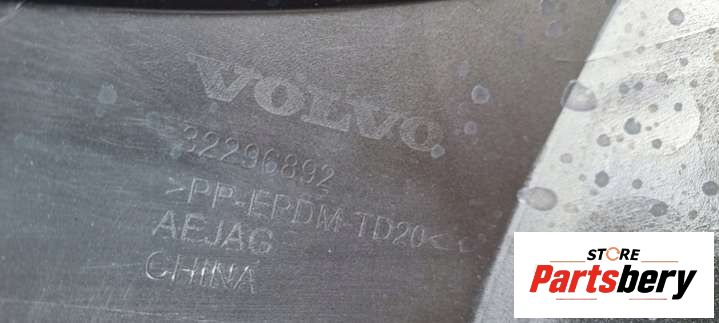 VOLVO
32296892
>PP-EPDM-TD20<
AEJAG
CHINA
STORE
Partsbery